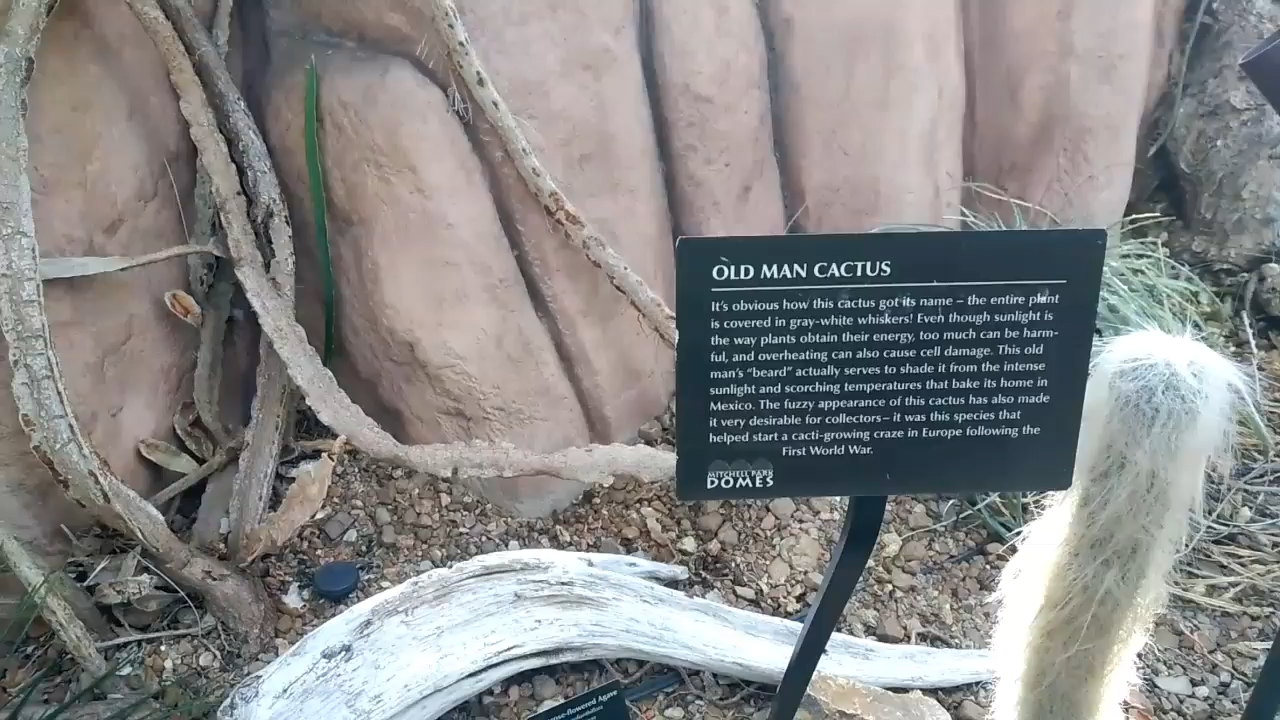 OLD MAN CACTUS
It's obvious how this cactus got its name – the entire plant
is covered in gray-white whiskers! Even though sunlight is
the way plants obtain their energy, too much can be harm-
ful, and overheating can also cause cell damage. This old
man's “beard” actually serves to shade it from the intense
sunlight and scorching temperatures that bake its home in
Mexico. The fuzzy appearance of this cactus has also made
it very desirable for collectors – it was this species that
helped start a cacti-growing craze in Europe following the
First World War.
MITCHELL PARK
DOMES
-flowered Agave